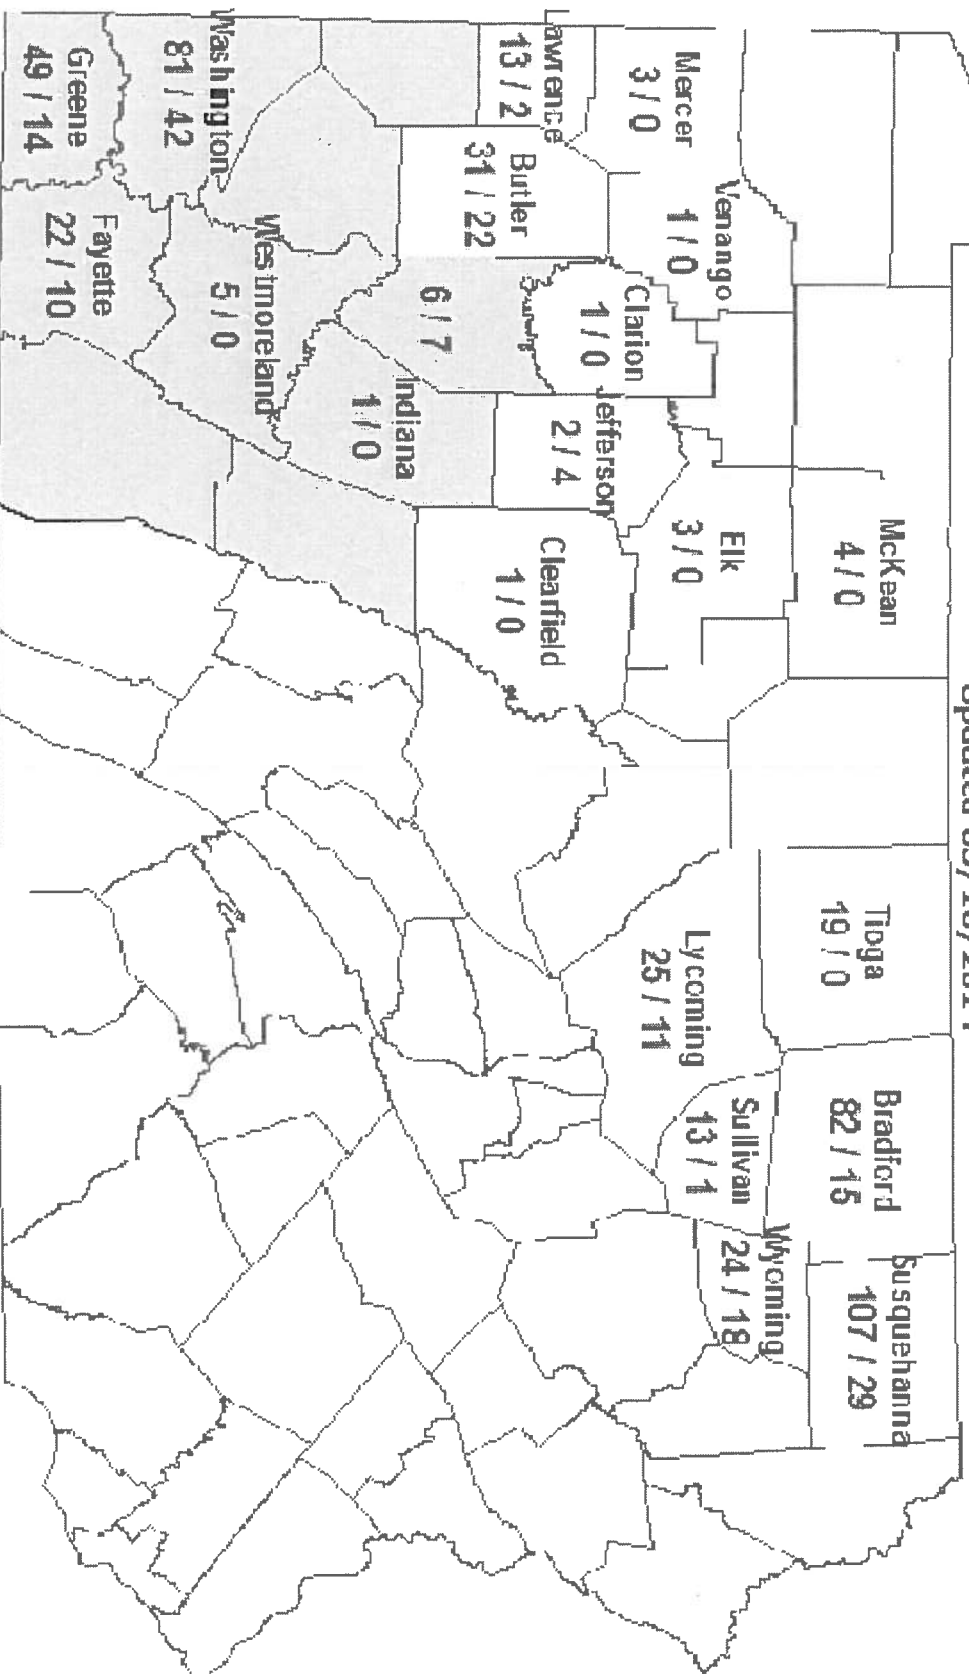 McKean
4 / 0
Tioga
19 / 0
Bradford
82 / 15
Susquehanna
107 / 29
Mercer
3 / 0
Venango
1 / 0
Elk
3 / 0
Lycoming
25 / 11
Sullivan
13 / 1
Wyoming
24 / 18
Lawrence
13 / 2
Butler
31 / 22
Clarion
1 / 0
Jefferson
2 / 4
Clearfield
1 / 0
6 / 7
Indiana
1 / 0
Washington
81 / 42
Westmoreland
5 / 0
Greene
49 / 14
Fayette
22 / 10